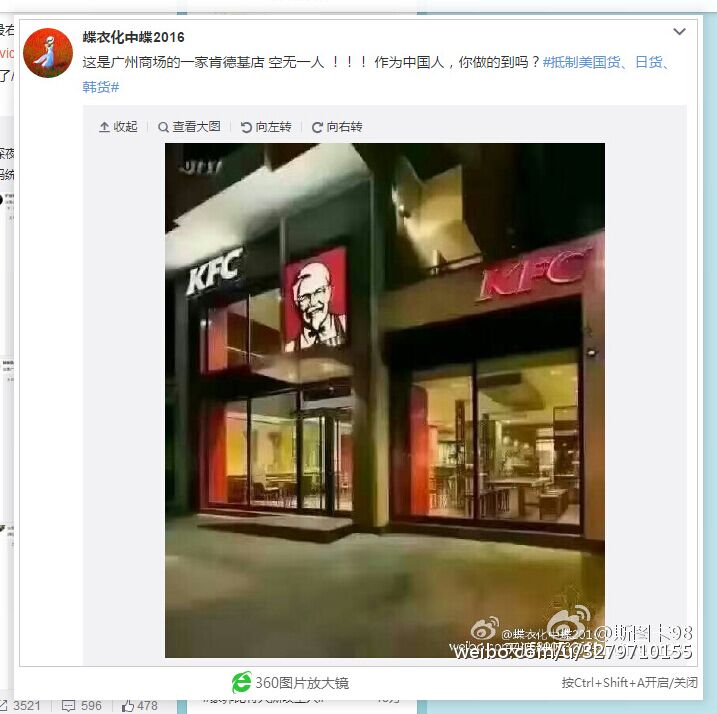 蝶衣化中蝶2016
这是广州商场的一家肯德基店 空无一人 ！！！ 作为中国人，你做的到吗？#抵制美国货、日货、
韩货#
收起
查看大图
向左转
向右转
KFC
KFC
@蝶衣化中蝶201
@斯图卡98
weibo.com/u/3279710155
360图片放大镜
按Ctrl+Shift+A开启/关闭
3521
596
478